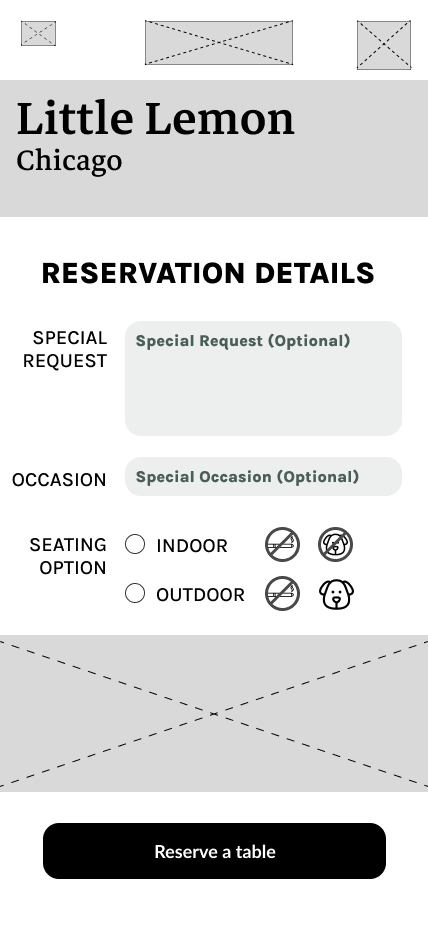 Little Lemon
Chicago
RESERVATION DETAILS
SPECIAL
REQUEST
Special Request (Optional)
OCCASION
Special Occasion (Optional)
SEATING
OPTION
INDOOR
OUTDOOR
Reserve a table